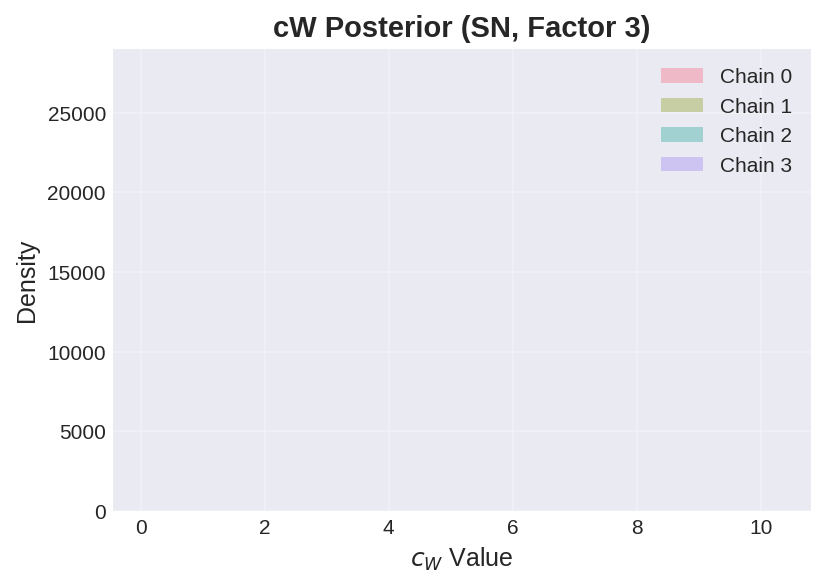 cW Posterior (SN, Factor 3)
Chain 0
Chain 1
Chain 2
Chain 3
25000
20000
15000
10000
5000
0
Density
0 2 4 6 8 10
c_W Value